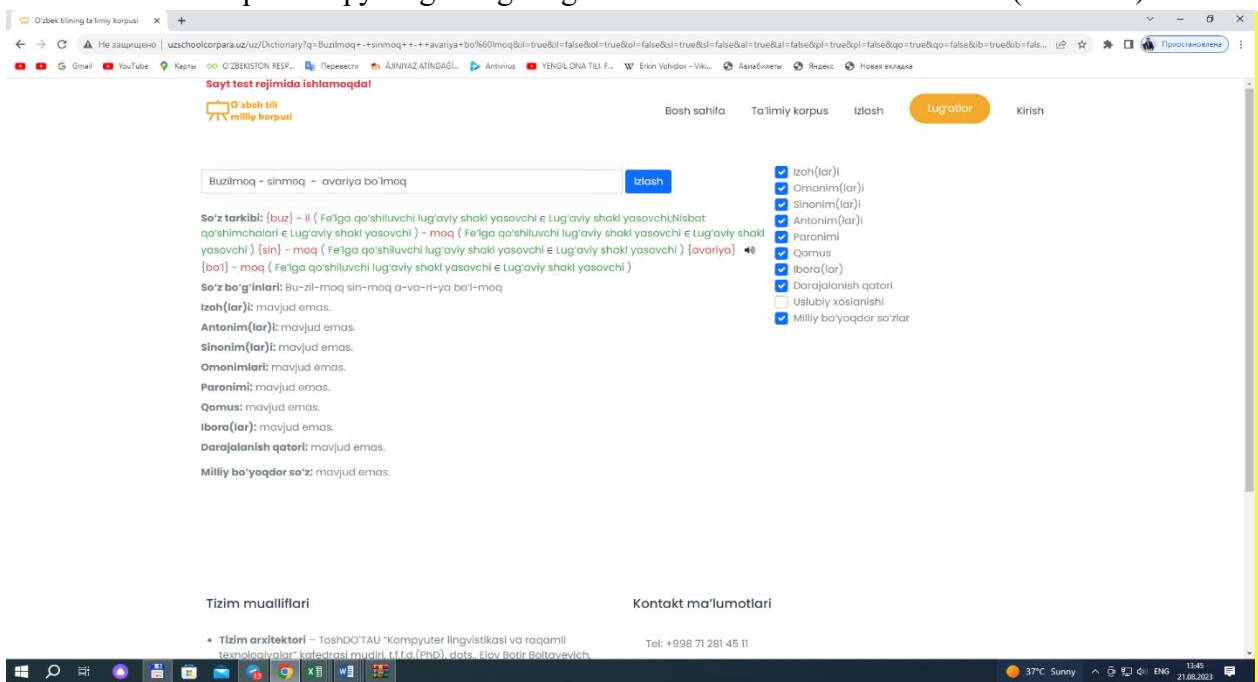 O'zbek tilining ta'limiy korpusi
Не защищено | uzschoolcorpara.uz/uz/Dictionary?q=Buzilmoq+-+sinmoq++-++avariya+bo%60lmoq&il=true&il=false&ol=true&ol=false&sl=true&sl=false&al=true&al=false&pl=true&pl=false&qo=true&qo=false&ib=true&ib=fals...
Приостановлена
Gmail YouTube Карты O'ZBEKISTON RESP... Перевести ÁJINIYAZ ATÍNDAǴÍ... Antivirus YENGIL ONA TILI. F... Erkin Vohidov - Viki... Авиабилеты Яндекс Новая вкладка
Sayt test rejimida ishlamoqda!
O'zbek tili
milliy korpusi
Bosh sahifa Ta'limiy korpus Izlash Lug'atlar Kirish
Buzilmoq - sinmoq - avariya bo`lmoq Izlash
So'z tarkibi: {buz} - il ( Fe'lga qo'shiluvchi lug'aviy shakl yasovchi ∈ Lug'aviy shakl yasovchi;Nisbat
qo'shimchalari ∈ Lug'aviy shakl yasovchi ) - moq ( Fe'lga qo'shiluvchi lug'aviy shakl yasovchi ∈ Lug'aviy shakl
yasovchi ) {sin} - moq ( Fe'lga qo'shiluvchi lug'aviy shakl yasovchi ∈ Lug'aviy shakl yasovchi ) {avariya}
{bo'l} - moq ( Fe'lga qo'shiluvchi lug'aviy shakl yasovchi ∈ Lug'aviy shakl yasovchi )
So'z bo'g'inlari: Bu-zil-moq sin-moq a-va-ri-ya bo'l-moq
Izoh(lar)i: mavjud emas.
Antonim(lar)i: mavjud emas.
Sinonim(lar)i: mavjud emas.
Omonimlari: mavjud emas.
Paronimi: mavjud emas.
Qomus: mavjud emas.
Ibora(lar): mavjud emas.
Darajalanish qatori: mavjud emas.
Milliy bo'yoqdor so'z: mavjud emas.
Izoh(lar)i
Omonim(lar)i
Sinonim(lar)i
Antonim(lar)i
Paronimi
Qomus
Ibora(lar)
Darajalanish qatori
Uslubiy xoslanishi
Milliy bo'yoqdor so'zlar
Tizim mualliflari
• Tizim arxitektori – ToshDO'TAU "Kompyuter lingvistikasi va raqamli
texnologiyalar" kafedrasi mudiri, t.f.f.d.(PhD), dots., Elov Botir Boltayevich,
Kontakt ma'lumotlari
Tel: +998 71 281 45 11
37°C Sunny ENG 13:45
21.08.2023